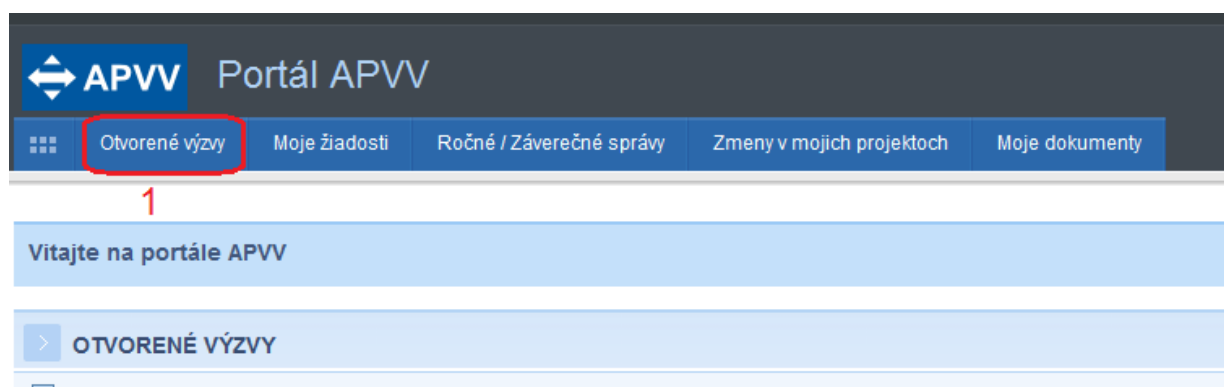 APVV Portál APVV
Otvorené výzvy Moje žiadosti Ročné / Záverečné správy Zmeny v mojich projektoch Moje dokumenty
1
Vitajte na portále APVV
OTVORENÉ VÝZVY